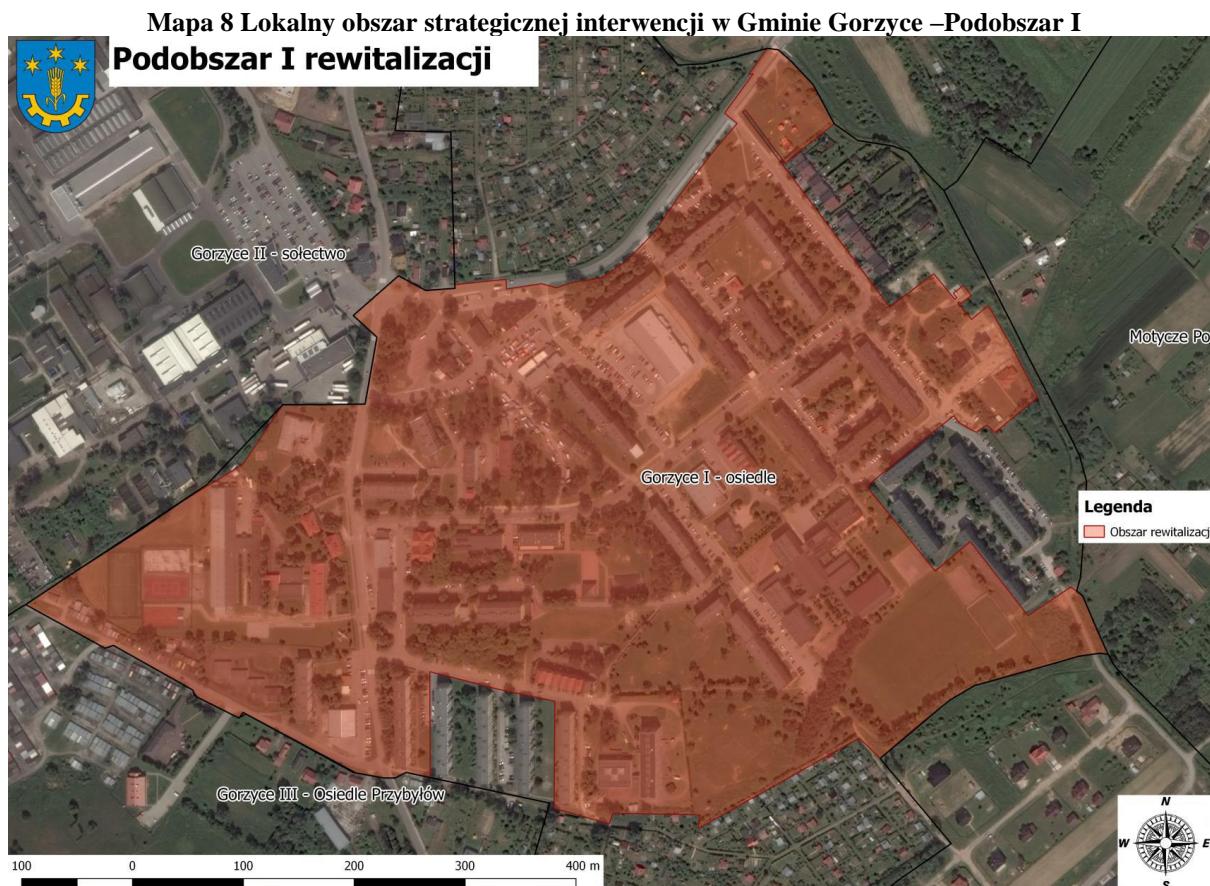 Mapa 8 Lokalny obszar strategicznej interwencji w Gminie Gorzyce –Podobszar I
Podobszar I rewitalizacji
Gorzyce II - sołectwo
Motycze Po
Gorzyce I - osiedle
Legenda
Obszar rewitalizacj
Gorzyce III - Osiedle Przybyłów
N
W E
S
100 0 100 200 300 400 m